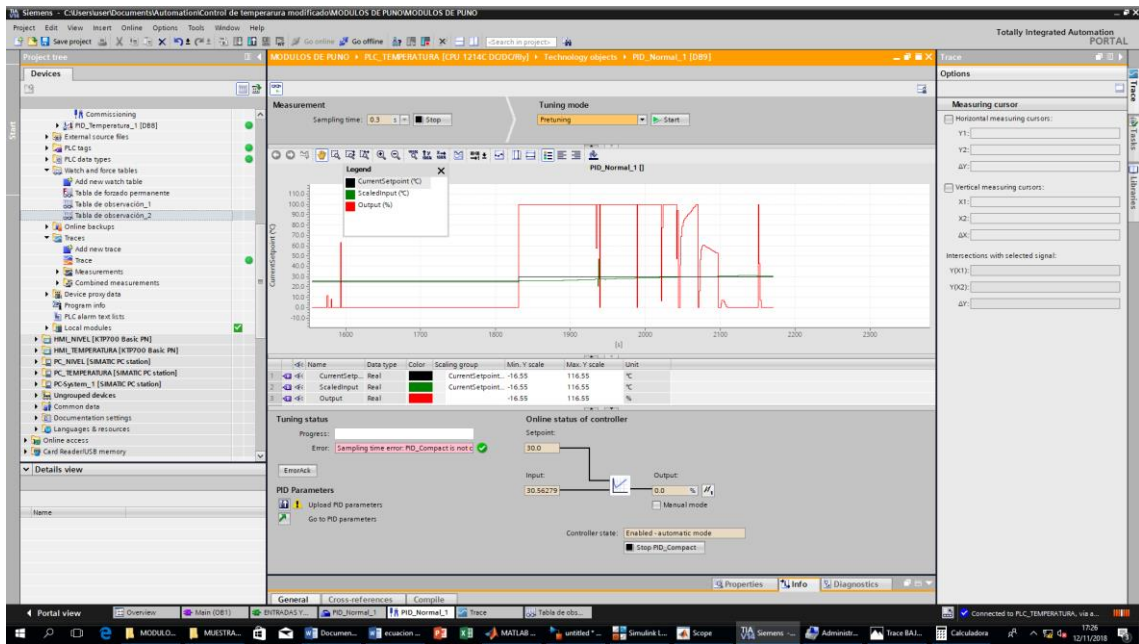 Siemens - C:\Users\user\Documents\Automation\Control de temperarura modificado\MODULOS DE PUNO\MODULOS DE PUNO
Project Edit View Insert Online Options Tools Window Help
Save project Go online Go offline <Search in project>
Totally Integrated Automation
PORTAL
Project tree
MODULOS DE PUNO PLC_TEMPERATURA [CPU 1214C DC/DC/Rly] Technology objects PID_Normal_1 [DB9]
Trace
Devices
Options
Commissioning
PID_Temperatura_1 [DB8]
External source files
PLC tags
PLC data types
Watch and force tables
Add new watch table
Tabla de forzado permanente
Tabla de observación_1
Tabla de observación_2
Online backups
Traces
Add new trace
Trace
Measurements
Combined measurements
Device proxy data
Program info
PLC alarm text lists
Local modules
HMI_NIVEL [KTP700 Basic PN]
HMI_TEMPERATURA [KTP700 Basic PN]
PC_NIVEL [SIMATIC PC station]
PC_TEMPERATURA [SIMATIC PC station]
PC-System_1 [SIMATIC PC station]
Ungrouped devices
Common data
Documentation settings
Languages & resources
Online access
Card Reader/USB memory
Details view
Name
Start
Measurement
Tuning mode
Sampling time: 0.3 s Stop
Pretuning Start
PID_Normal_1 []
Legend
CurrentSetpoint (°C)
ScaledInput (°C)
Output (%)
CurrentSetpoint (°C)
110.0
100.0
90.0
80.0
70.0
60.0
50.0
40.0
30.0
20.0
10.0
0.0
-10.0
1600 1700 1800 1900 2000 2100 2200 2300
[s]
Name Data type Color Scaling group Min. Y scale Max. Y scale Unit
1 CurrentSetp... Real CurrentSetpoint... -16.55 116.55 °C
2 ScaledInput Real CurrentSetpoint... -16.55 116.55 °C
3 Output Real -16.55 116.55 %
Tuning status
Progress:
Error: Sampling time error: PID_Compact is not c
ErrorAck
PID Parameters
Upload PID parameters
Go to PID parameters
Online status of controller
Setpoint:
30.0
Input:
30.56279
Output:
0.0 %
Manual mode
Controller state: Enabled - automatic mode
Stop PID_Compact
Properties Info Diagnostics
General Cross-references Compile
Measuring cursor
Horizontal measuring cursors:
Y1:
Y2:
ΔY:
Vertical measuring cursors:
X1:
X2:
ΔX:
Intersections with selected signal:
Y(X1):
Y(X2):
ΔY:
Trace
Tasks
Libraries
Portal view Overview Main (OB1) ENTRADAS Y... PID_Normal_1 PID_Normal_1 Trace Tabla de obs...
Connected to PLC_TEMPERATURA, via a...
MODULO... MUESTRA... Documen... ecuacion ... MATLAB ... untitled * ... Simulink L... Scope Siemens -... Administr... Trace BAJ... Calculadora
17:26
12/11/2018